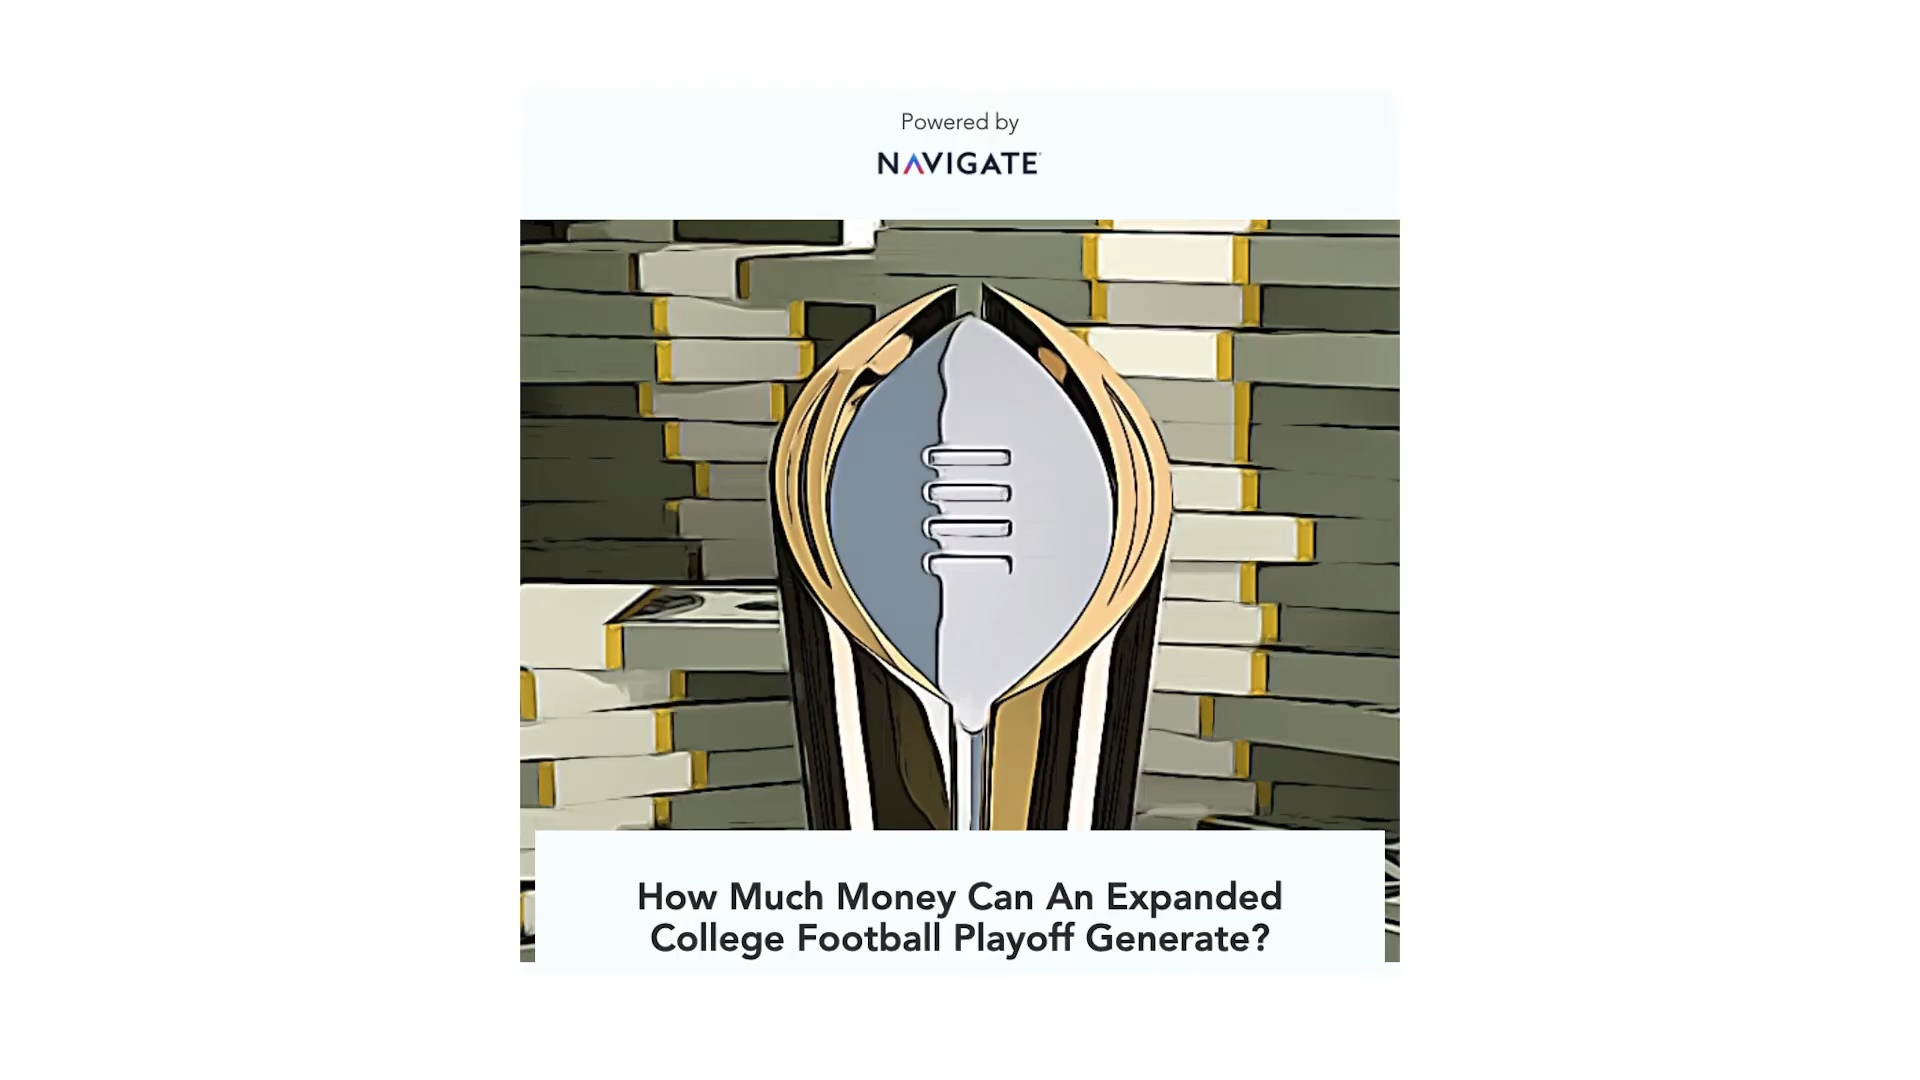 Powered by
NAVIGATE
How Much Money Can An Expanded
College Football Playoff Generate?